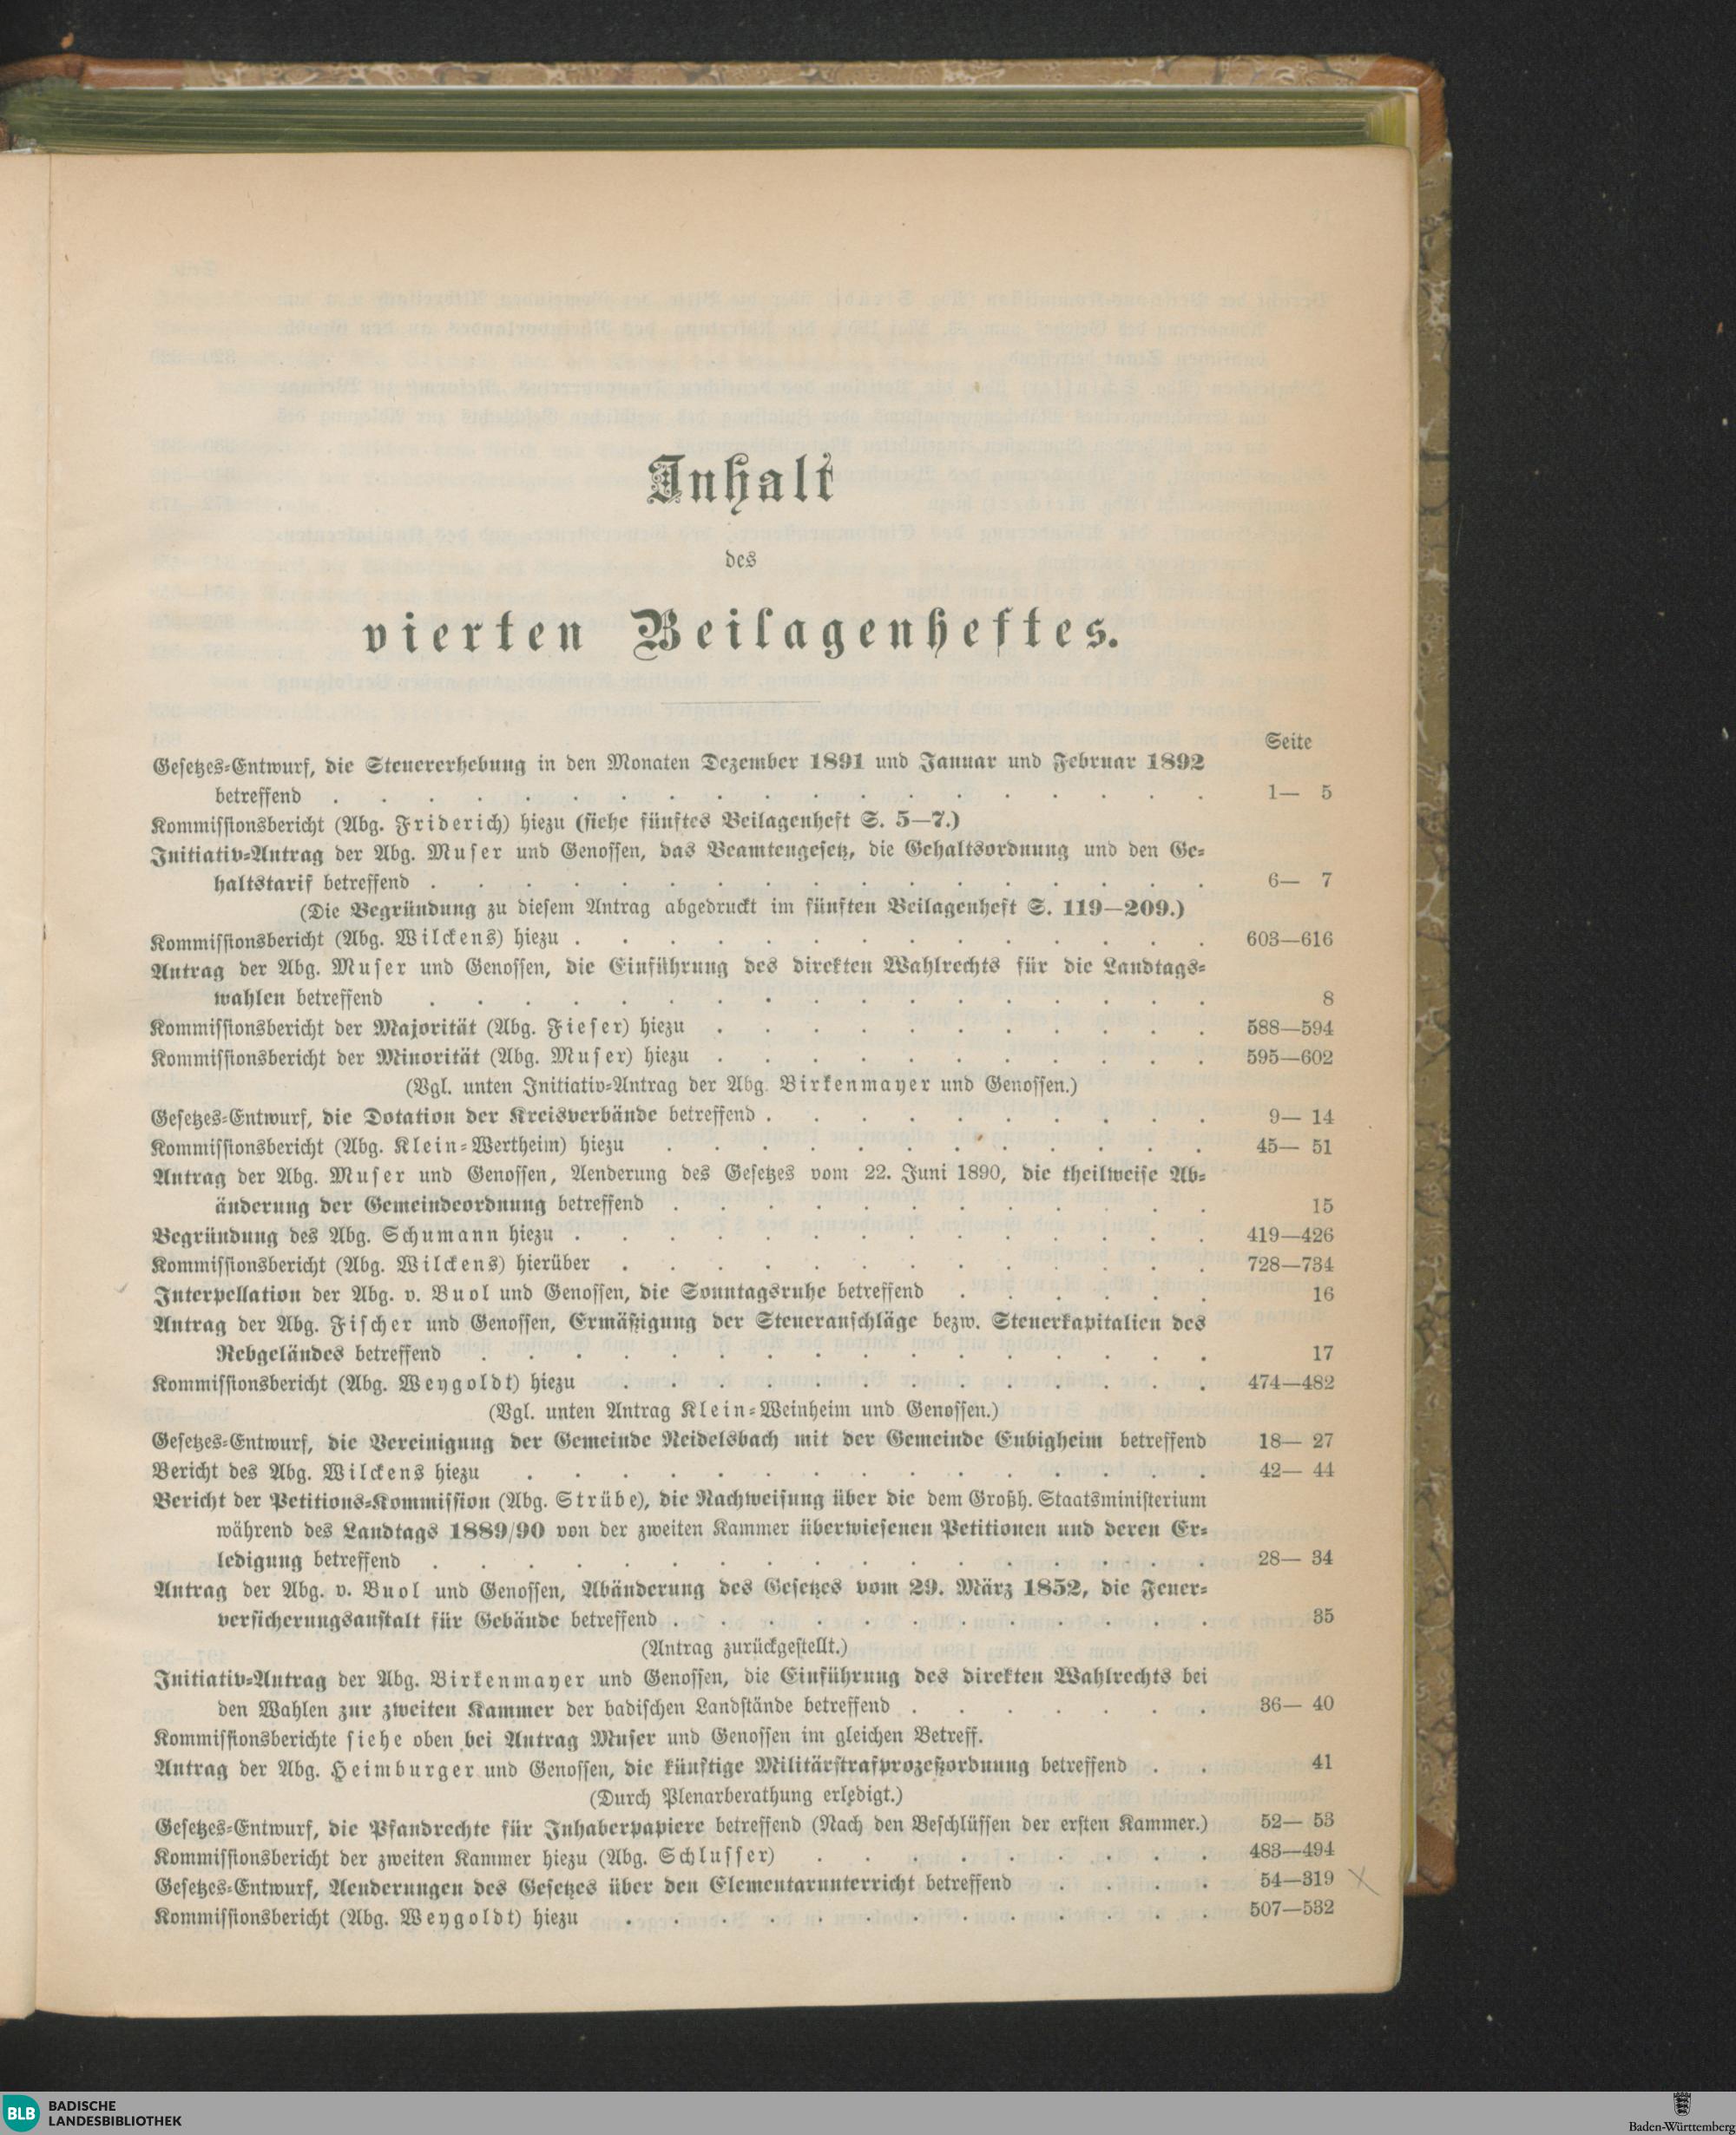 Inhalt
des
vierten Beilagenheftes.
Seite
Gesetzes-Entwurf, die Steuererhebung in den Monaten Dezember 1891 und Januar und Februar 1892
betreffend . . . . . . . . . . . . . . . . . . . 1— 5
Kommissionsbericht (Abg. Friderich) hiezu (siehe fünftes Beilagenheft S. 5—7.)
Initiativ-Antrag der Abg. Muser und Genossen, das Beamtengesetz, die Gehaltsordnung und den Ge-
haltstarif betreffend . . . . . . . . . . . . . . . . . 6— 7
(Die Begründung zu diesem Antrag abgedruckt im fünften Beilagenheft S. 119—209.)
Kommissionsbericht (Abg. Wilckens) hiezu . . . . . . . . . . . . . . 603—616
Antrag der Abg. Muser und Genossen, die Einführung des direkten Wahlrechts für die Landtags-
wahlen betreffend . . . . . . . . . . . . . . . . . 8
Kommissionsbericht der Majorität (Abg. Fieser) hiezu . . . . . . . . . . . 588—594
Kommissionsbericht der Minorität (Abg. Muser) hiezu . . . . . . . . . . . 595—602
(Vgl. unten Initiativ-Antrag der Abg. Birkenmayer und Genossen.)
Gesetzes-Entwurf, die Dotation der Kreisverbände betreffend . . . . . . . . . . 9— 14
Kommissionsbericht (Abg. Klein-Wertheim) hiezu . . . . . . . . . . . . 45— 51
Antrag der Abg. Muser und Genossen, Aenderung des Gesetzes vom 22. Juni 1890, die theilweise Ab-
änderung der Gemeindeordnung betreffend . . . . . . . . . . . . 15
Begründung des Abg. Schumann hiezu . . . . . . . . . . . . . . 419—426
Kommissionsbericht (Abg. Wilckens) hierüber . . . . . . . . . . . . . 728—734
Interpellation der Abg. v. Buol und Genossen, die Sonntagsruhe betreffend . . . . . . 16
Antrag der Abg. Fischer und Genossen, Ermäßigung der Steueranschläge bezw. Steuerkapitalien des
Rebgeländes betreffend . . . . . . . . . . . . . . . . 17
Kommissionsbericht (Abg. Weygoldt) hiezu . . . . . . . . . . . . . 474—482
(Vgl. unten Antrag Klein-Weinheim und Genossen.)
Gesetzes-Entwurf, die Vereinigung der Gemeinde Neidelsbach mit der Gemeinde Eubigheim betreffend 18— 27
Bericht des Abg. Wilckens hiezu . . . . . . . . . . . . . . . 42— 44
Bericht der Petitions-Kommission (Abg. Strübe), die Nachweisung über die dem Großh. Staatsministerium
während des Landtags 1889/90 von der zweiten Kammer überwiesenen Petitionen und deren Er-
ledigung betreffend . . . . . . . . . . . . . . . . . 28— 34
Antrag der Abg. v. Buol und Genossen, Abänderung des Gesetzes vom 29. März 1852, die Feuer-
versicherungsanstalt für Gebäude betreffend . . . . . . . . . . . . 35
(Antrag zurückgestellt.)
Initiativ-Antrag der Abg. Birkenmayer und Genossen, die Einführung des direkten Wahlrechts bei
den Wahlen zur zweiten Kammer der badischen Landstände betreffend . . . . . . . 36— 40
Kommissionsberichte siehe oben bei Antrag Muser und Genossen im gleichen Betreff.
Antrag der Abg. Heimburger und Genossen, die künftige Militärstrafprozeßordnung betreffend . . 41
(Durch Plenarberathung erledigt.)
Gesetzes-Entwurf, die Pfandrechte für Inhaberpapiere betreffend (Nach den Beschlüssen der ersten Kammer.) 52— 53
Kommissionsbericht der zweiten Kammer hiezu (Abg. Schlusser) . . . . . . . . . 483—494
Gesetzes-Entwurf, Aenderungen des Gesetzes über den Elementarunterricht betreffend . . . . 54—319
Kommissionsbericht (Abg. Weygoldt) hiezu . . . . . . . . . . . . . 507—532
BLB BADISCHE
LANDESBIBLIOTHEK
Baden-Württemberg